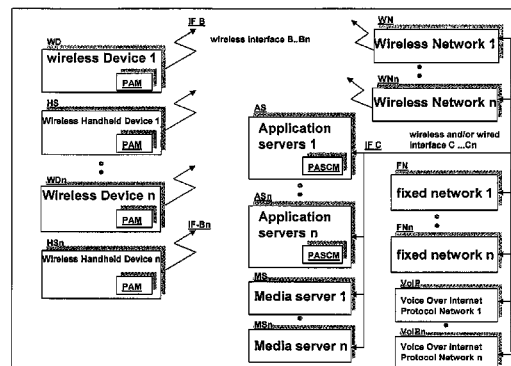 WD
wireless Device 1
PAM
HS
Wireless Handheld Device 1
PAM
WDn
Wireless Device n
PAM
HSn
Wireless Handheld Device n
PAM
IF B
wireless interface B..Bn
IF-Bn
AS
Application
servers 1
PASCM
ASn
Application
servers n
PASCM
MS
Media server 1
MSn
Media server n
WN
Wireless Network 1
WNn
Wireless Network n
IF C
wireless and/or wired
interface C ...Cn
FN
fixed network 1
FNn
fixed network n
VoIP
Voice Over Internet
Protocol Network 1
VoIPn
Voice Over Internet
Protocol Network n